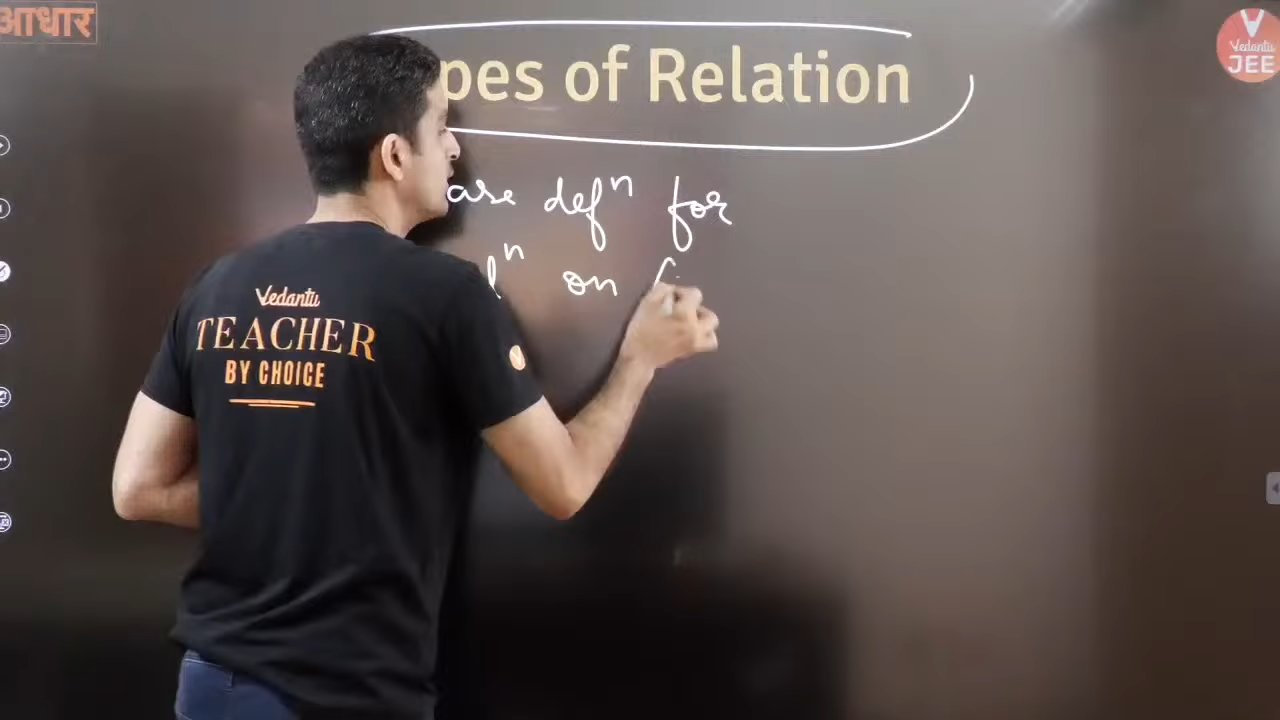 आधार
Vedantu
JEE
pes of Relation
are defⁿ for
lⁿ on
Vedantu
TEACHER
BY CHOICE